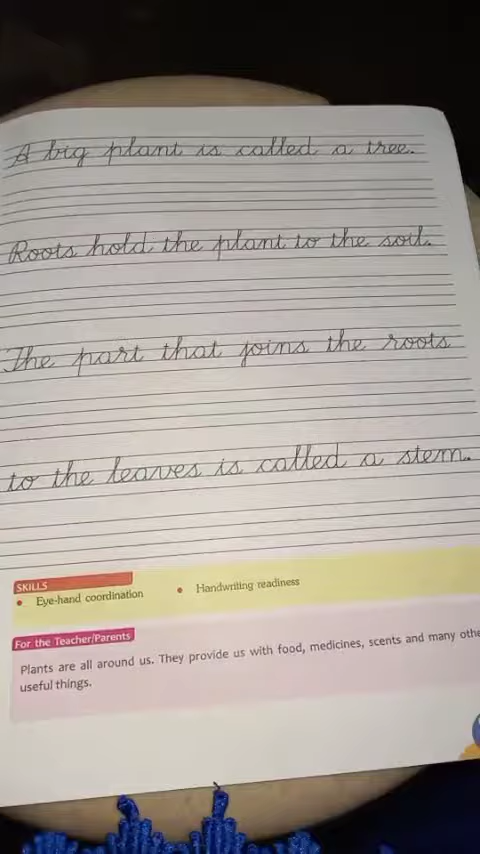 A big plant is called a tree.
Roots hold the plant to the soil.
The part that joins the roots
to the leaves is called a stem.
SKILLS
• Eye-hand coordination • Handwriting readiness
For the Teacher/Parents
Plants are all around us. They provide us with food, medicines, scents and many othe
useful things.